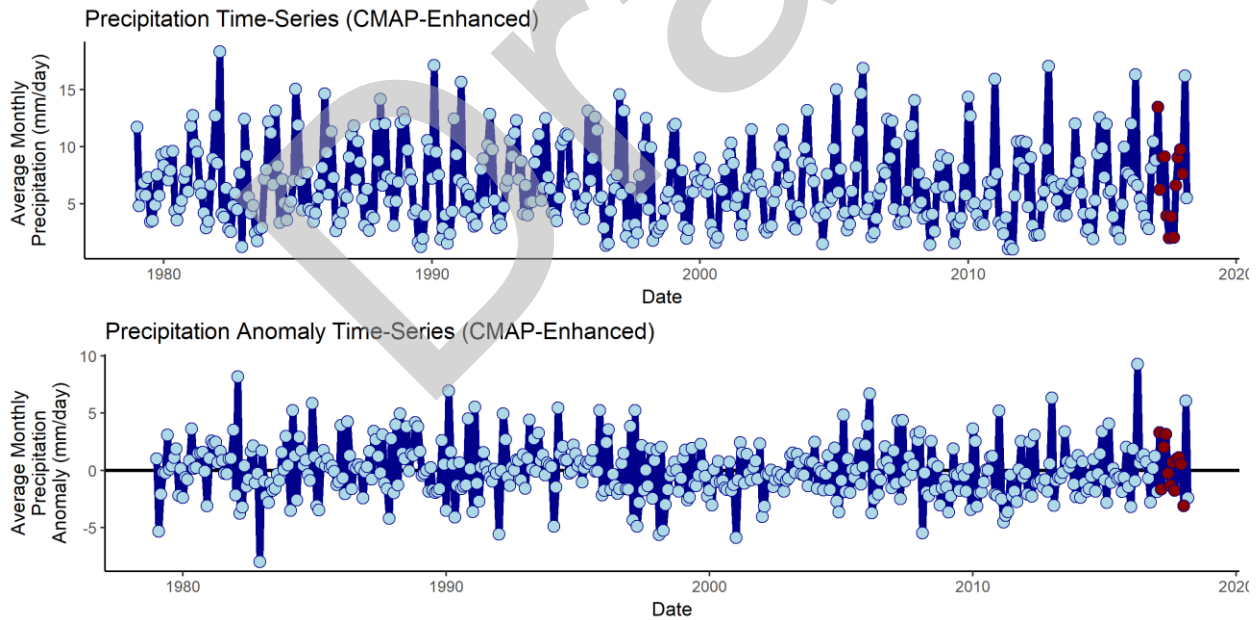 Precipitation Time-Series (CMAP-Enhanced)
Average Monthly
Precipitation (mm/day)
15
10
5
1980
1990
2000
2010
2020
Date
Precipitation Anomaly Time-Series (CMAP-Enhanced)
Average Monthly
Precipitation
Anomaly (mm/day)
10
5
0
-5
1980
1990
2000
2010
2020
Date